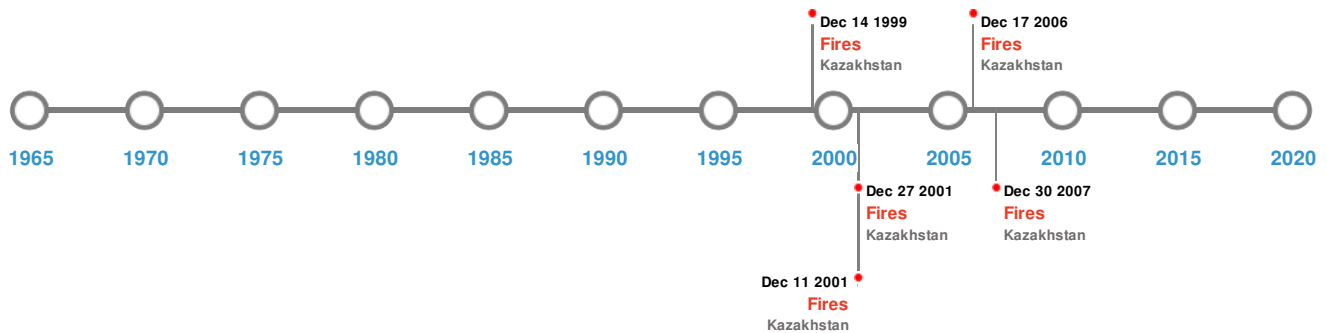 Dec 14 1999
Fires
Kazakhstan
Dec 17 2006
Fires
Kazakhstan
1965 1970 1975 1980 1985 1990 1995 2000 2005 2010 2015 2020
Dec 27 2001
Fires
Kazakhstan
Dec 30 2007
Fires
Kazakhstan
Dec 11 2001
Fires
Kazakhstan